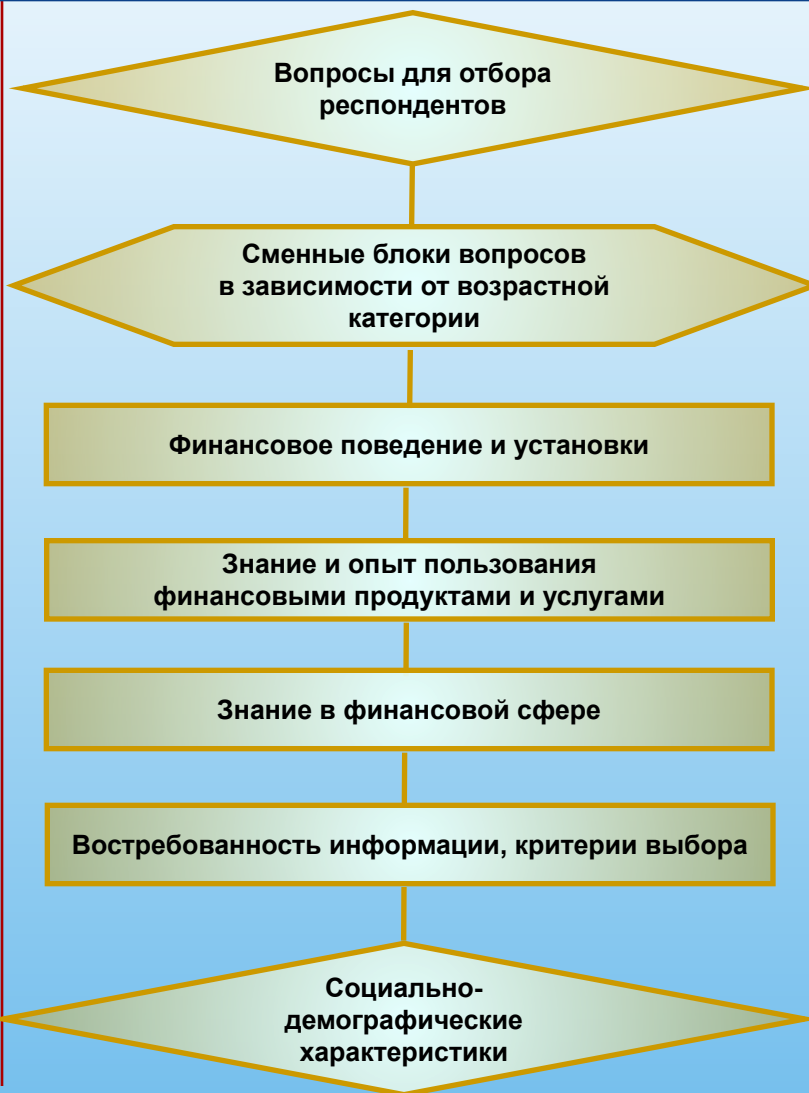 Вопросы для отбора
респондентов
Сменные блоки вопросов
в зависимости от возрастной
категории
Финансовое поведение и установки
Знание и опыт пользования
финансовыми продуктами и услугами
Знание в финансовой сфере
Востребованность информации, критерии выбора
Социально-
демографические
характеристики